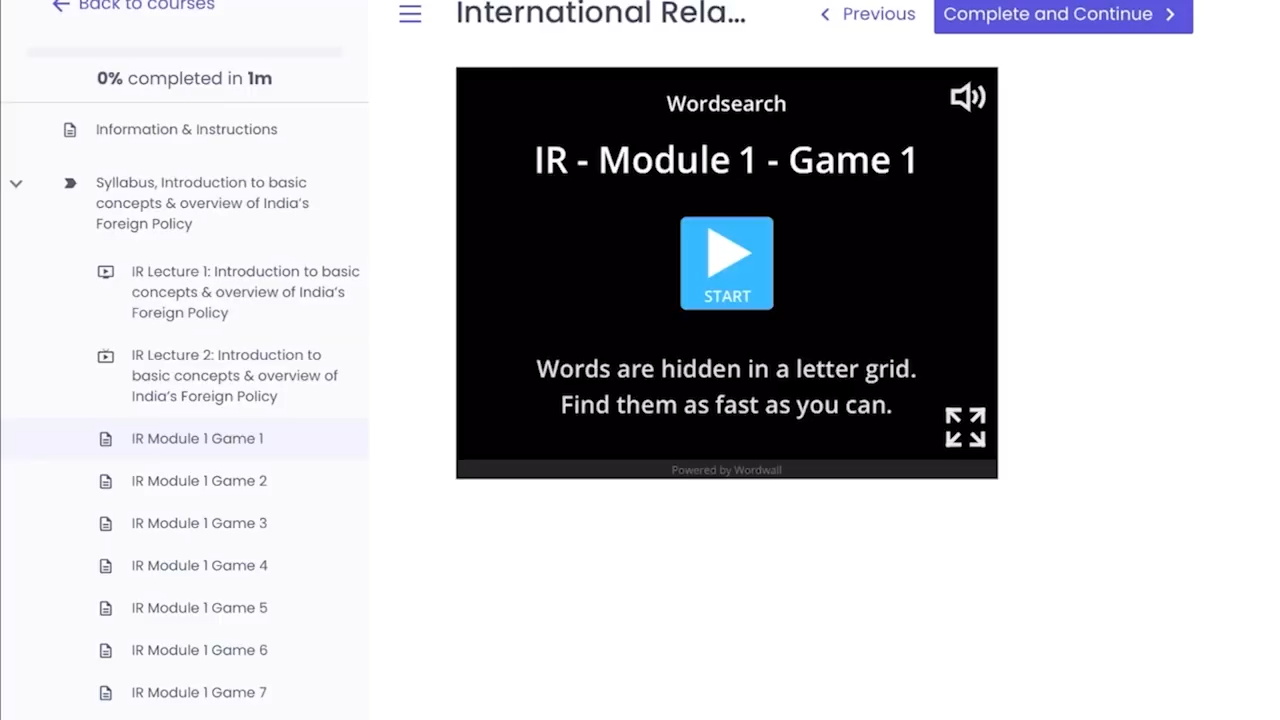 Back to courses
0% completed in 1m
Information & Instructions
Syllabus, Introduction to basic
concepts & overview of India's
Foreign Policy
IR Lecture 1: Introduction to basic
concepts & overview of India's
Foreign Policy
IR Lecture 2: Introduction to
basic concepts & overview of
India's Foreign Policy
IR Module 1 Game 1
IR Module 1 Game 2
IR Module 1 Game 3
IR Module 1 Game 4
IR Module 1 Game 5
IR Module 1 Game 6
IR Module 1 Game 7
International Rela...
Previous
Complete and Continue
Wordsearch
IR - Module 1 - Game 1
START
Words are hidden in a letter grid.
Find them as fast as you can.
Powered by Wordwall